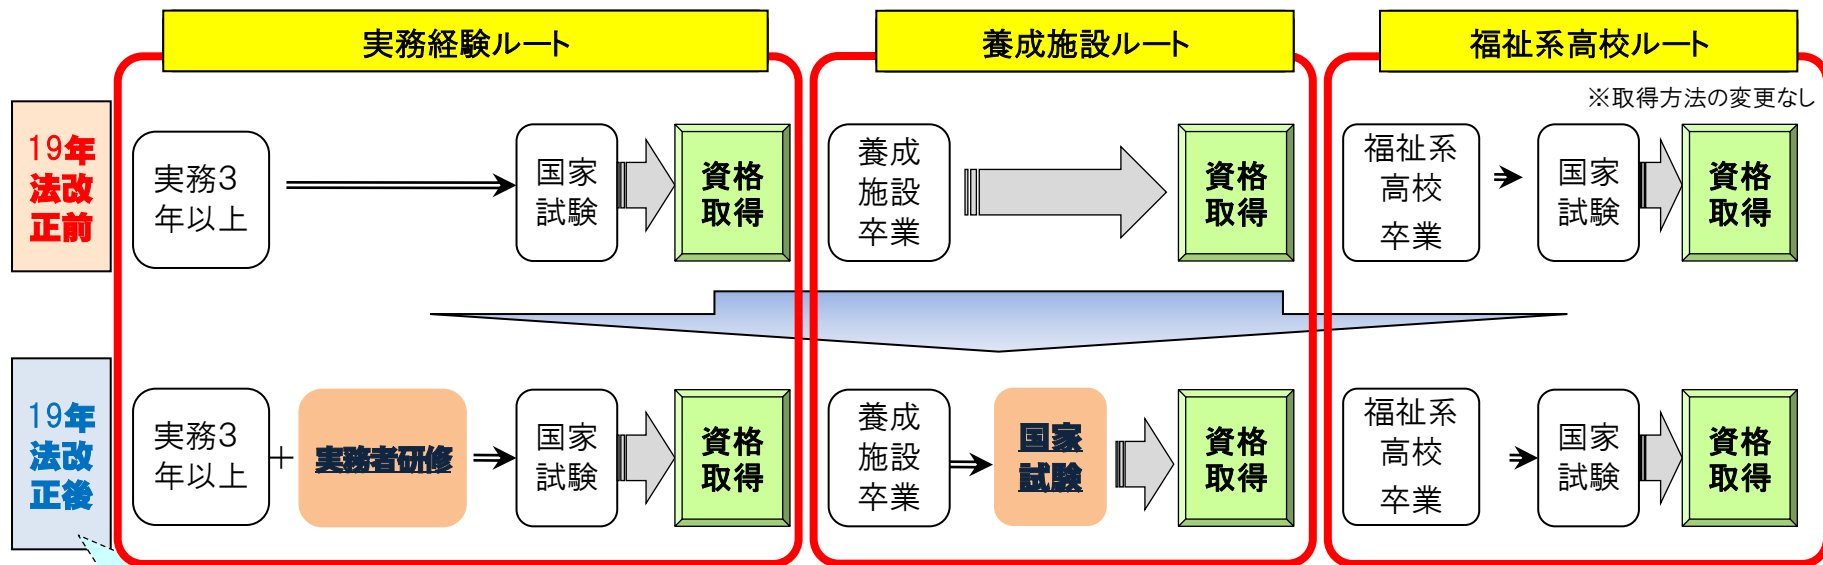 実務経験ルート
養成施設ルート
福祉系高校ルート
※取得方法の変更なし
19年
法改
正前
実務3
年以上
国家
試験
資格
取得
養成
施設
卒業
資格
取得
福祉系
高校
卒業
国家
試験
資格
取得
19年
法改
正後
実務3
年以上
＋
実務者研修
国家
試験
資格
取得
養成
施設
卒業
国家
試験
資格
取得
福祉系
高校
卒業
国家
試験
資格
取得